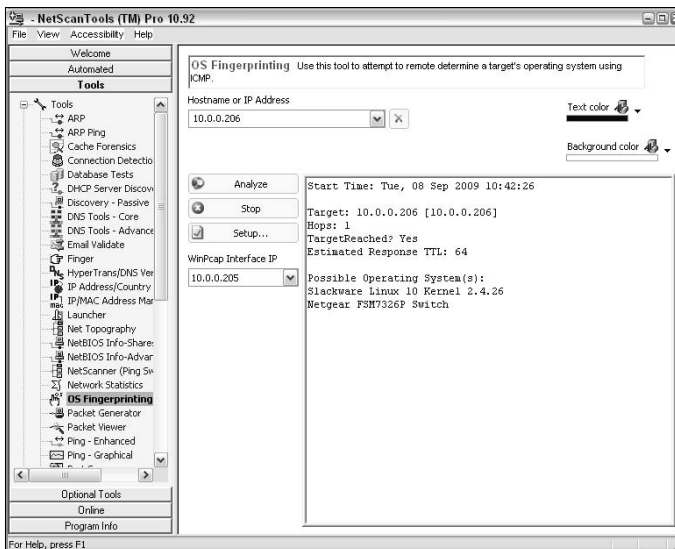 - NetScanTools (TM) Pro 10.92
File View Accessibility Help
Welcome
Automated
Tools
Tools
ARP
ARP Ping
Cache Forensics
Connection Detectio
Database Tests
DHCP Server Discov
Discovery - Passive
DNS Tools - Core
DNS Tools - Advance
Email Validate
Finger
HyperTrans/DNS Ver
IP Address/Country
IP/MAC Address Mar
Launcher
Net Topography
NetBIOS Info-Share
NetBIOS Info-Advar
NetScanner (Ping Sw
Network Statistics
OS Fingerprinting
Packet Generator
Packet Viewer
Ping - Enhanced
Ping - Graphical
Optional Tools
Online
Program Info
For Help, press F1
OS Fingerprinting Use this tool to attempt to remote determine a target's operating system using
ICMP.
Hostname or IP Address
10.0.0.206
Text color
Background color
Analyze
Stop
Setup...
WinPcap Interface IP
10.0.0.205
Start Time: Tue, 08 Sep 2009 10:42:26
Target: 10.0.0.206 [10.0.0.206]
Hops: 1
TargetReached? Yes
Estimated Response TTL: 64
Possible Operating System(s):
Slackware Linux 10 Kernel 2.4.26
Netgear FSM7326P Switch